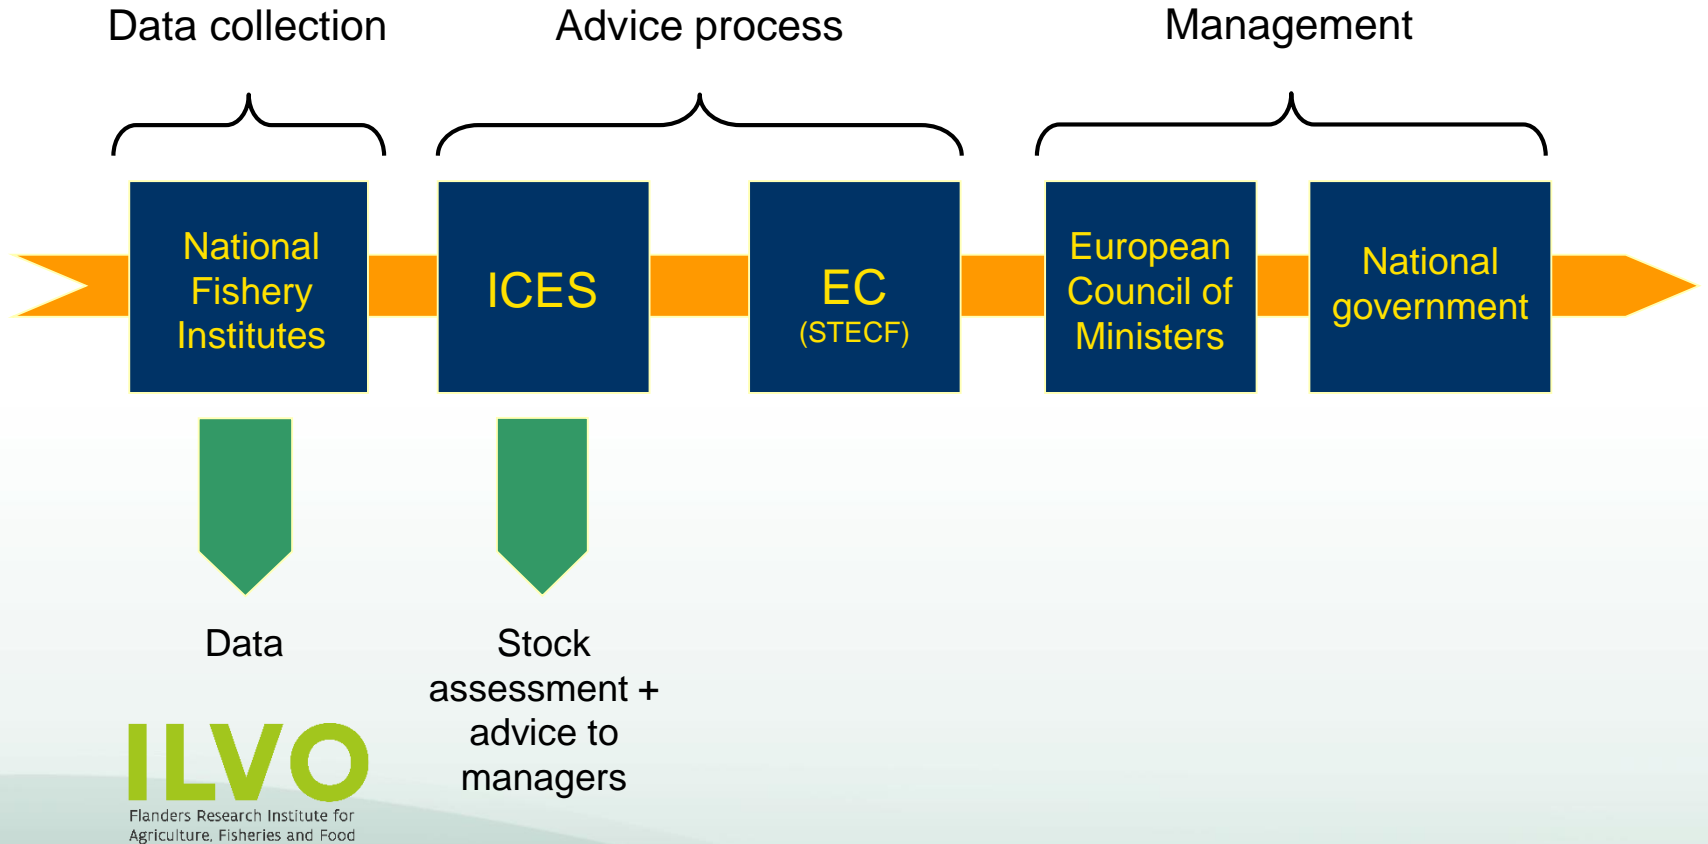 Data collection
Advice process
Management
National
Fishery
Institutes
ICES
EC
(STECF)
European
Council of
Ministers
National
government
Data
Stock
assessment +
advice to
managers
ILVO
Flanders Research Institute for
Agriculture, Fisheries and Food